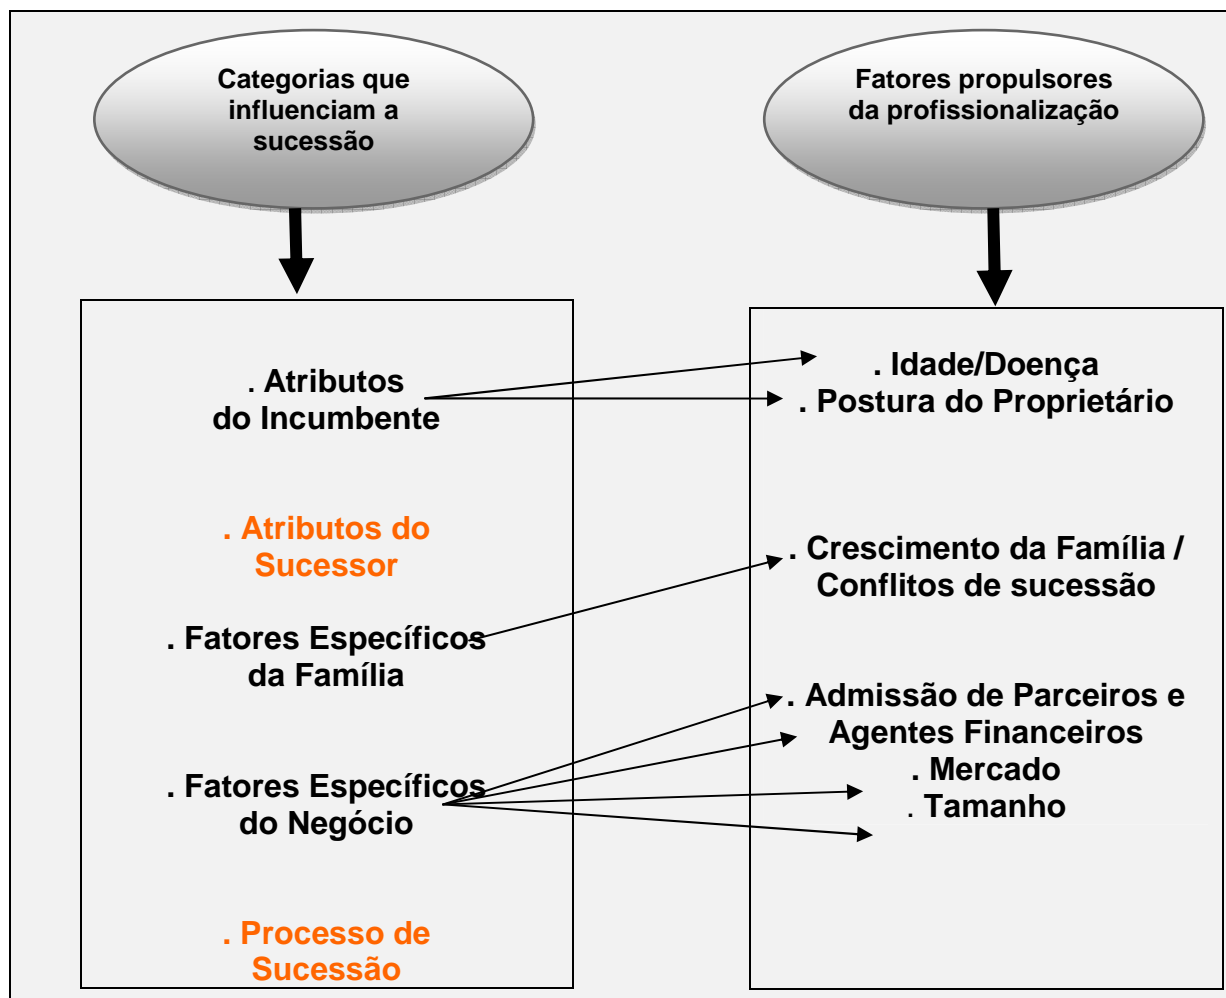 Categorias que
influenciam a
sucessão
Fatores propulsores
da profissionalização
. Atributos
do Incumbente
. Atributos do
Sucessor
. Fatores Específicos
da Família
. Fatores Específicos
do Negócio
. Processo de
Sucessão
. Idade/Doença
. Postura do Proprietário
. Crescimento da Família /
Conflitos de sucessão
. Admissão de Parceiros e
Agentes Financeiros
. Mercado
. Tamanho